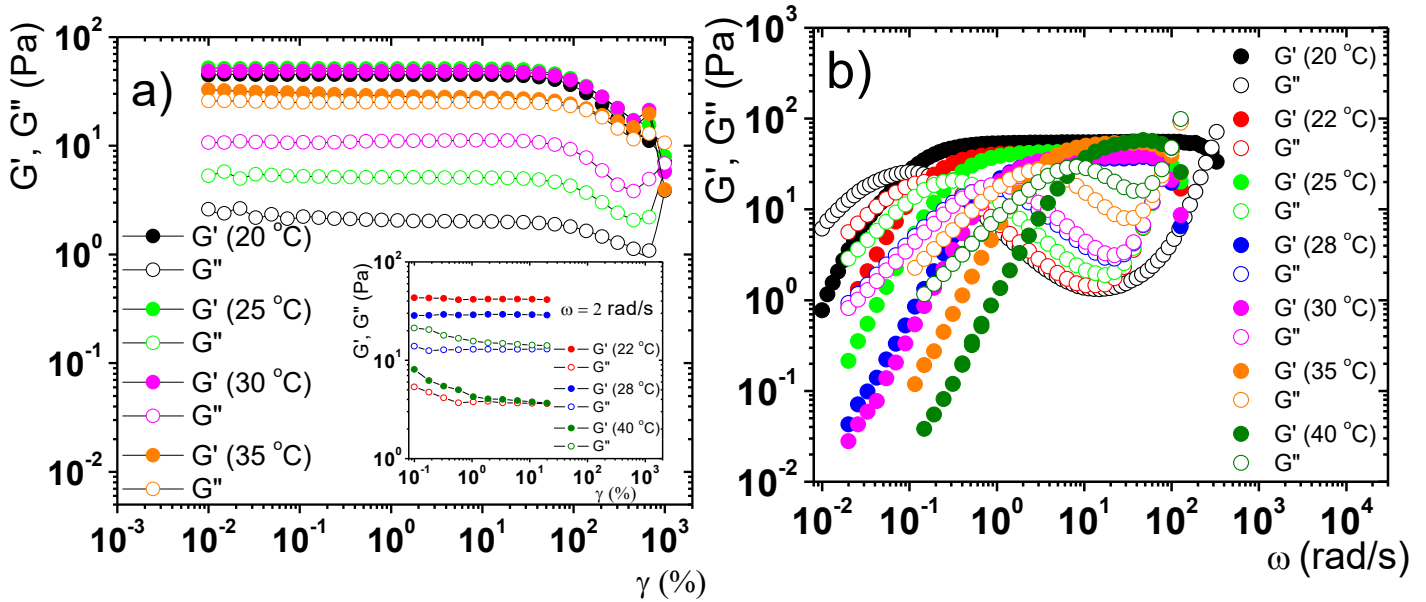 a)
G', G'' (Pa)
10^2
10^1
10^0
10^-1
10^-2
G' (20 °C)
G''
G' (25 °C)
G''
G' (30 °C)
G''
G' (35 °C)
G''
10^-3 10^-2 10^-1 10^0 10^1 10^2 10^3
γ (%)
G', G'' (Pa)
10^2
10^1
10^0
ω = 2 rad/s
G' (22 °C)
G''
G' (28 °C)
G''
G' (40 °C)
G''
10^-1 10^0 10^1 10^2 10^3
γ (%)
b)
G', G'' (Pa)
10^3
10^2
10^1
10^0
10^-1
10^-2
G' (20 °C)
G''
G' (22 °C)
G''
G' (25 °C)
G''
G' (28 °C)
G''
G' (30 °C)
G''
G' (35 °C)
G''
G' (40 °C)
G''
10^-2 10^-1 10^0 10^1 10^2 10^3 10^4
ω (rad/s)